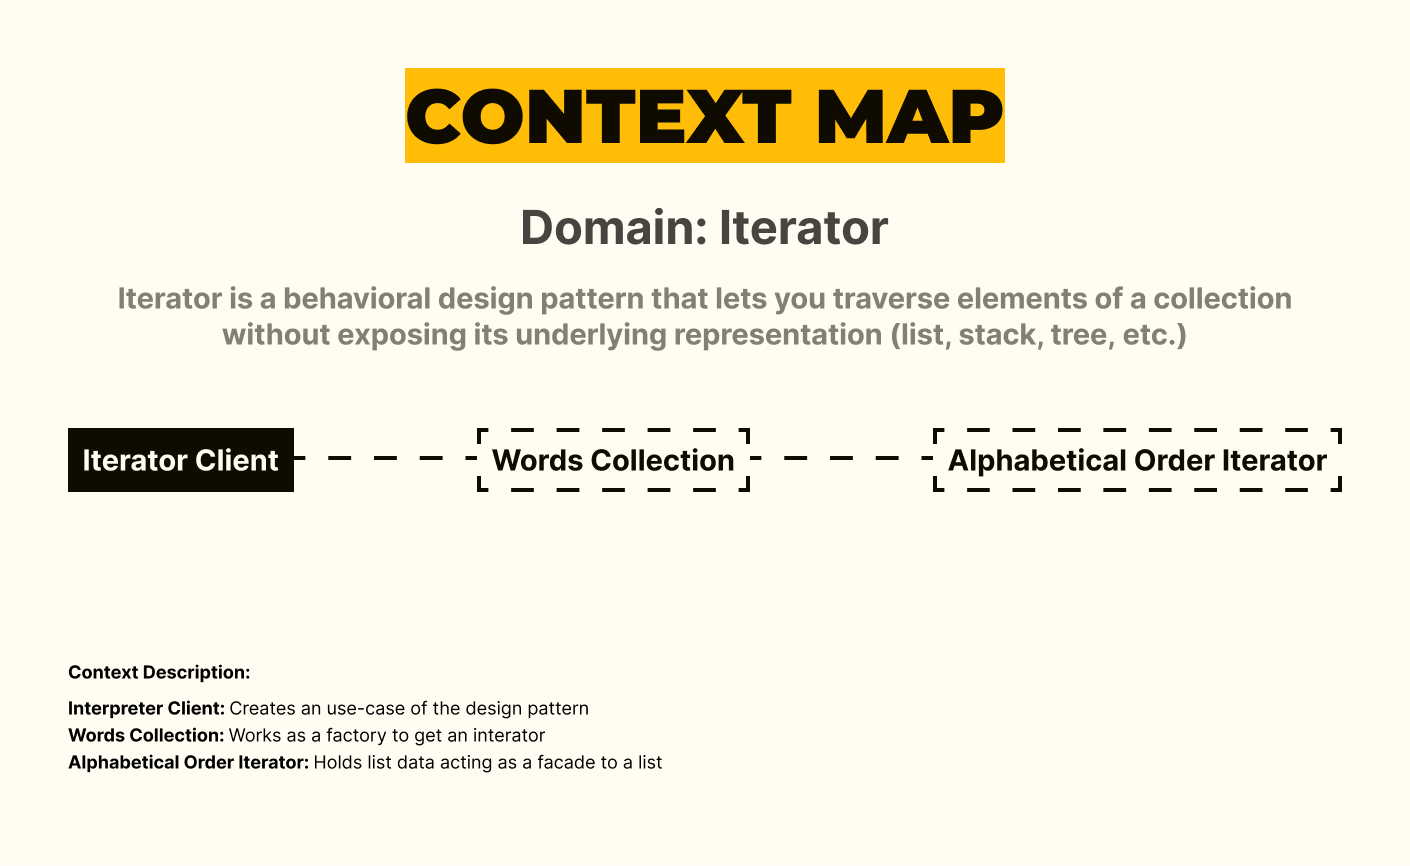 CONTEXT MAP
Domain: Iterator
Iterator is a behavioral design pattern that lets you traverse elements of a collection
without exposing its underlying representation (list, stack, tree, etc.)
Iterator Client
Words Collection
Alphabetical Order Iterator
Context Description:
Interpreter Client: Creates an use-case of the design pattern
Words Collection: Works as a factory to get an interator
Alphabetical Order Iterator: Holds list data acting as a facade to a list